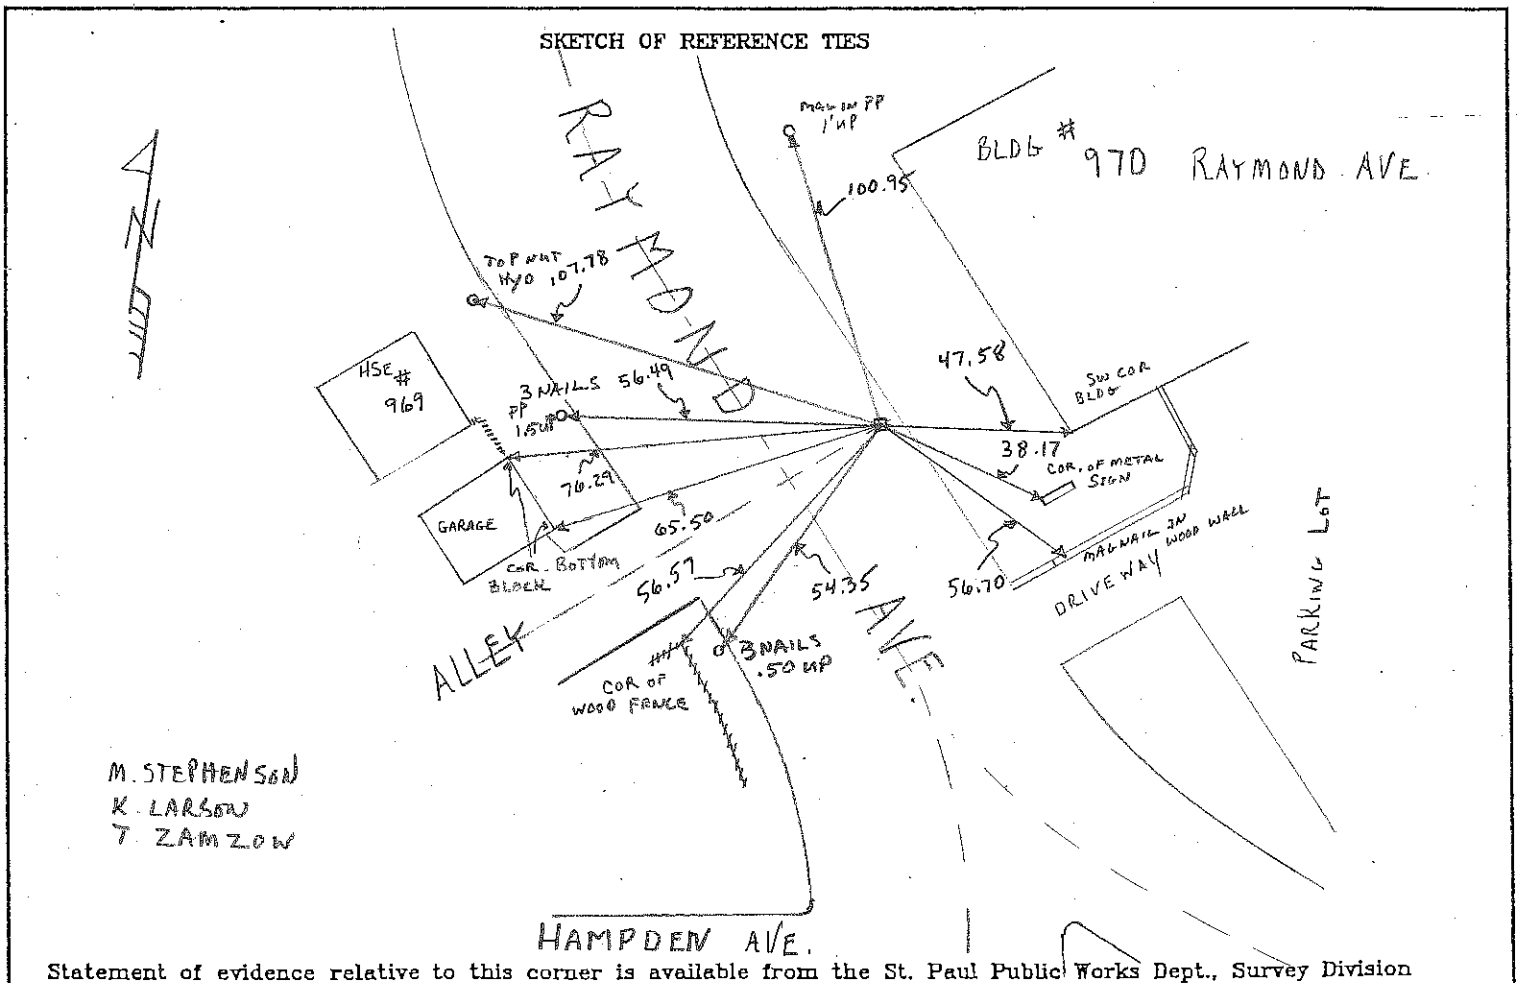 SKETCH OF REFERENCE TIES
RAYMOND
MAG IN PP
1' UP
BLDG # 970 RAYMOND AVE.
100.95
N
TOP NUT
HYD 107.78
HSE #
969
3 NAILS 56.49
PP
1.5 UP
47.58
SW COR
BLDG
38.17
COR. OF METAL
SIGN
76.29
65.50
GARAGE
COR. BOTTOM
BLOCK
56.57
54.35
56.70
MAGNAIL IN
WOOD WALL
DRIVEWAY
PARKING LOT
ALLEY
AVE.
3 NAILS
.50 UP
COR OF
WOOD FENCE
M. STEPHENSON
K. LARSON
T. ZAMZOW
HAMPDEN AVE.
Statement of evidence relative to this corner is available from the St. Paul Public Works Dept., Survey Division